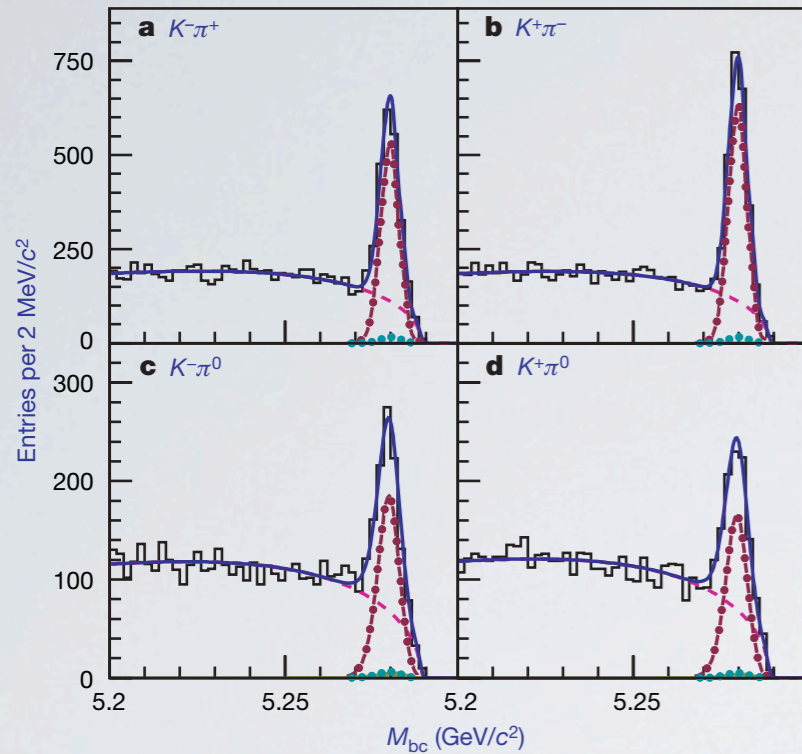 a K⁻π⁺
b K⁺π⁻
750
500
250
0
c K⁻π⁰
d K⁺π⁰
300
200
100
0
5.2
5.25
5.2
5.25
Entries per 2 MeV/c²
M_bc (GeV/c²)